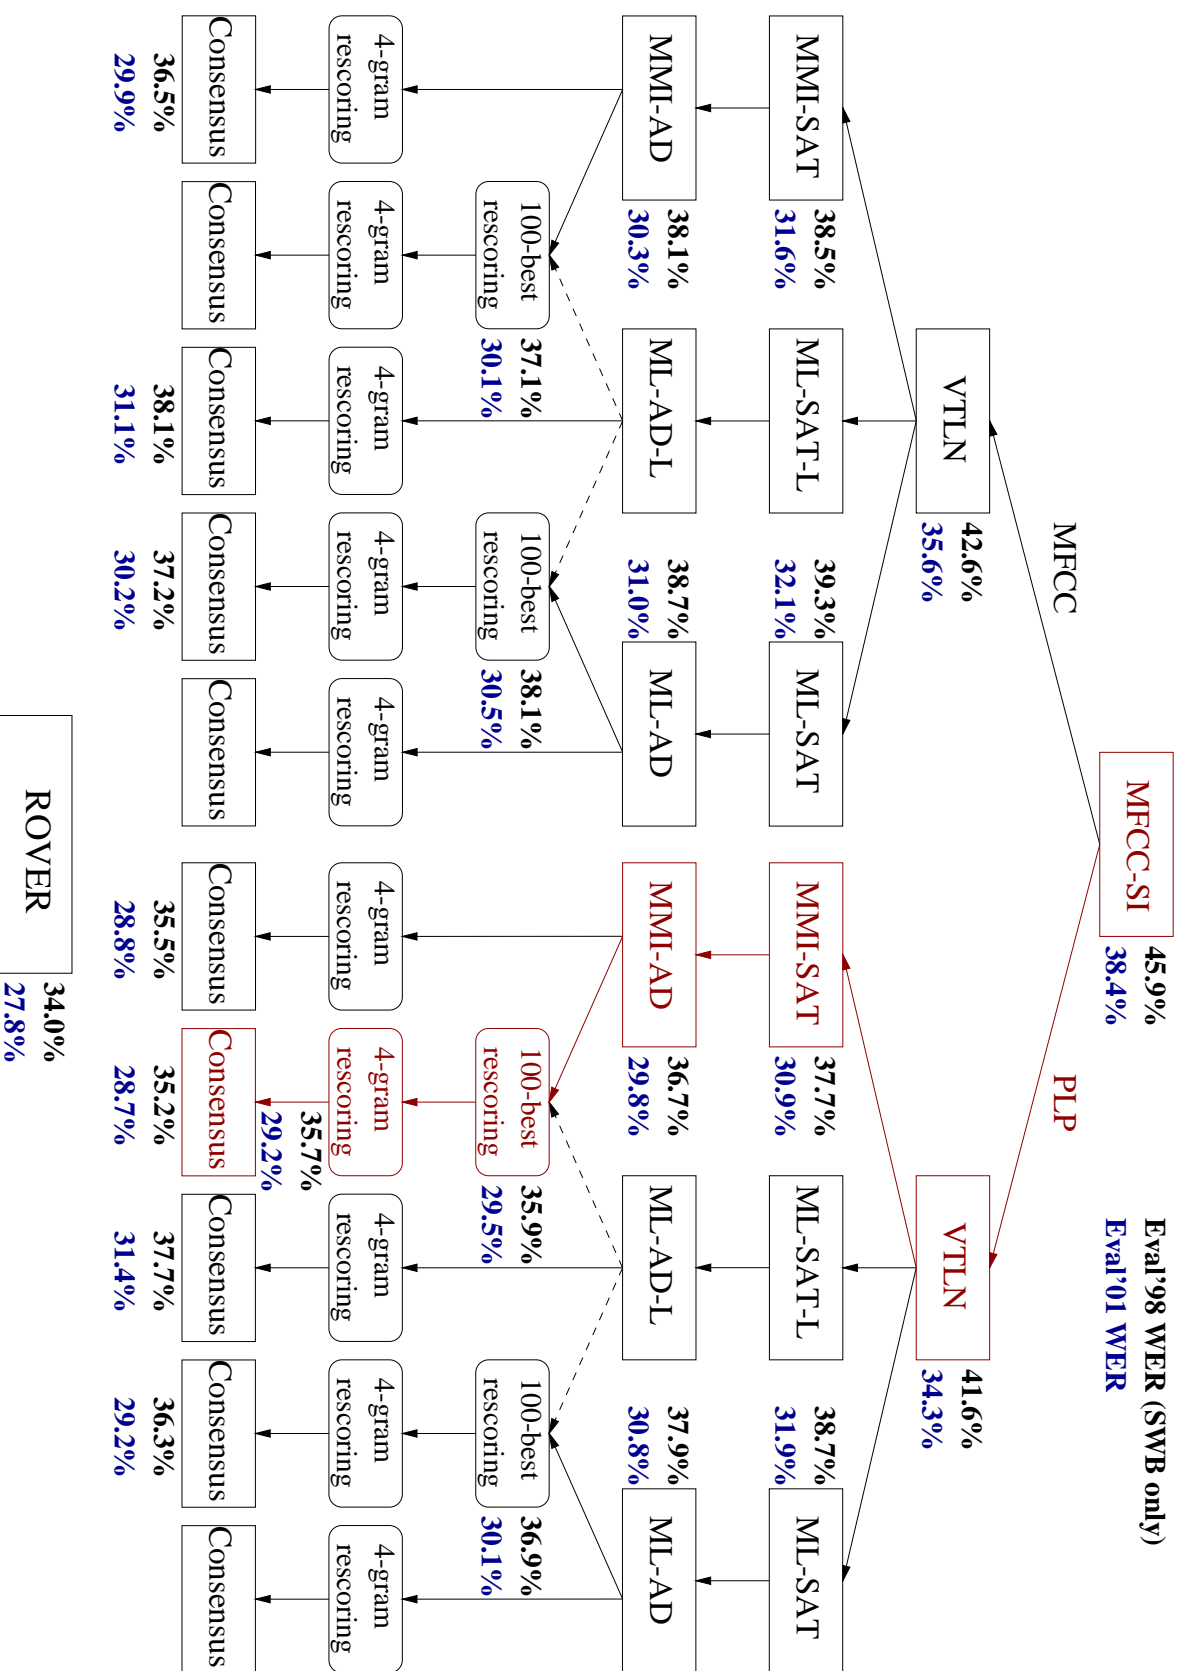 Eval'98 WER (SWB only)
Eval'01 WER
MFCC-SI
45.9%
38.4%
MFCC
PLP
VTLN
42.6%
35.6%
VTLN
41.6%
34.3%
MMI-SAT
38.5%
31.6%
ML-SAT-L
39.3%
32.1%
ML-SAT
MMI-SAT
37.7%
30.9%
ML-SAT-L
38.7%
31.9%
ML-SAT
MMI-AD
38.1%
30.3%
ML-AD-L
38.7%
31.0%
ML-AD
MMI-AD
36.7%
29.8%
ML-AD-L
37.9%
30.8%
ML-AD
100-best
rescoring
37.1%
30.1%
100-best
rescoring
38.1%
30.5%
100-best
rescoring
35.9%
29.5%
100-best
rescoring
36.9%
30.1%
4-gram
rescoring
4-gram
rescoring
4-gram
rescoring
4-gram
rescoring
4-gram
rescoring
4-gram
rescoring
4-gram
rescoring
35.7%
29.2%
4-gram
rescoring
4-gram
rescoring
4-gram
rescoring
Consensus
36.5%
29.9%
Consensus
Consensus
38.1%
31.1%
Consensus
37.2%
30.2%
Consensus
Consensus
35.5%
28.8%
Consensus
35.2%
28.7%
Consensus
37.7%
31.4%
Consensus
36.3%
29.2%
Consensus
ROVER
34.0%
27.8%